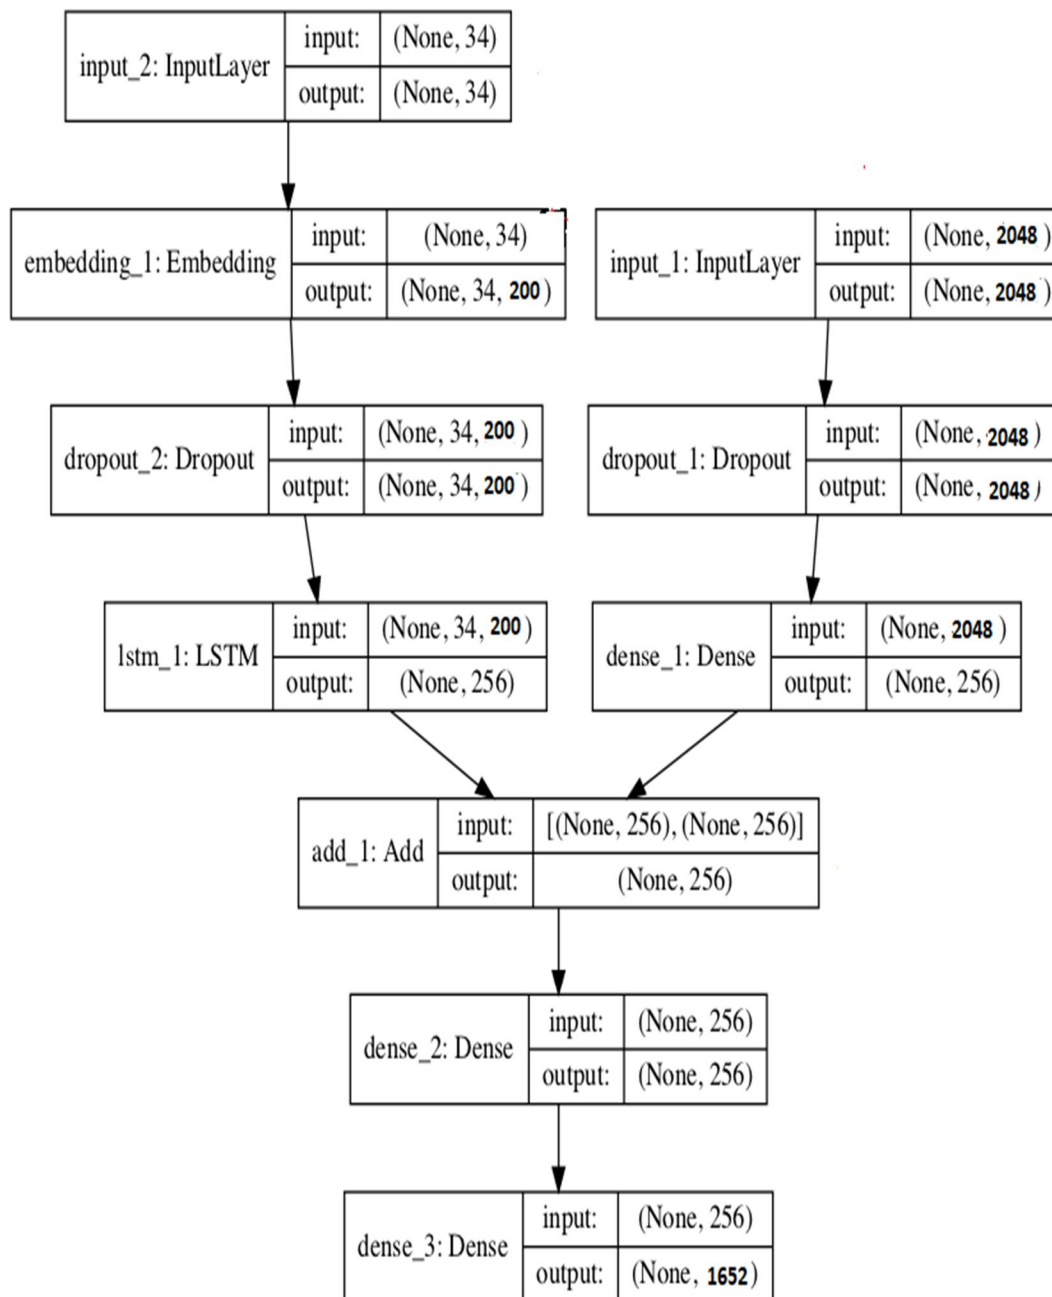 input_2: InputLayer
input: (None, 34)
output: (None, 34)
embedding_1: Embedding
input: (None, 34)
output: (None, 34, 200)
input_1: InputLayer
input: (None, 2048)
output: (None, 2048)
dropout_2: Dropout
input: (None, 34, 200)
output: (None, 34, 200)
dropout_1: Dropout
input: (None, 2048)
output: (None, 2048)
lstm_1: LSTM
input: (None, 34, 200)
output: (None, 256)
dense_1: Dense
input: (None, 2048)
output: (None, 256)
add_1: Add
input: [(None, 256), (None, 256)]
output: (None, 256)
dense_2: Dense
input: (None, 256)
output: (None, 256)
dense_3: Dense
input: (None, 256)
output: (None, 1652)